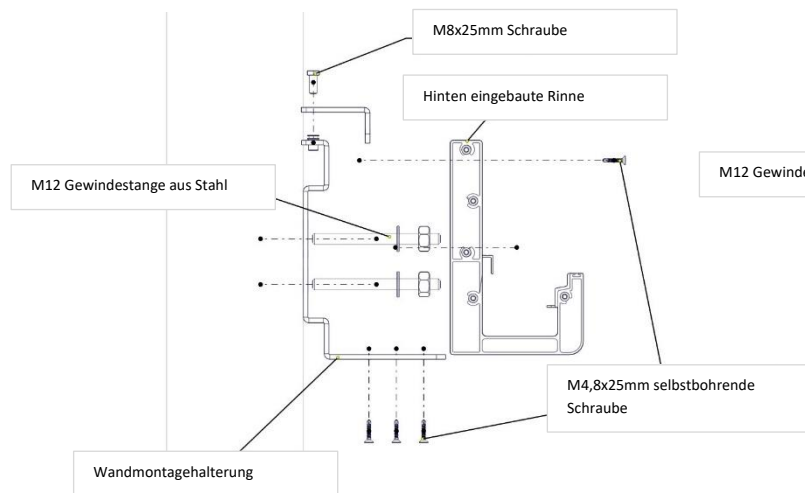 M8x25mm Schraube
Hinten eingebaute Rinne
M12 Gewindestange aus Stahl
M12 Gewinde
M4,8x25mm selbstbohrende
Schraube
Wandmontagehalterung